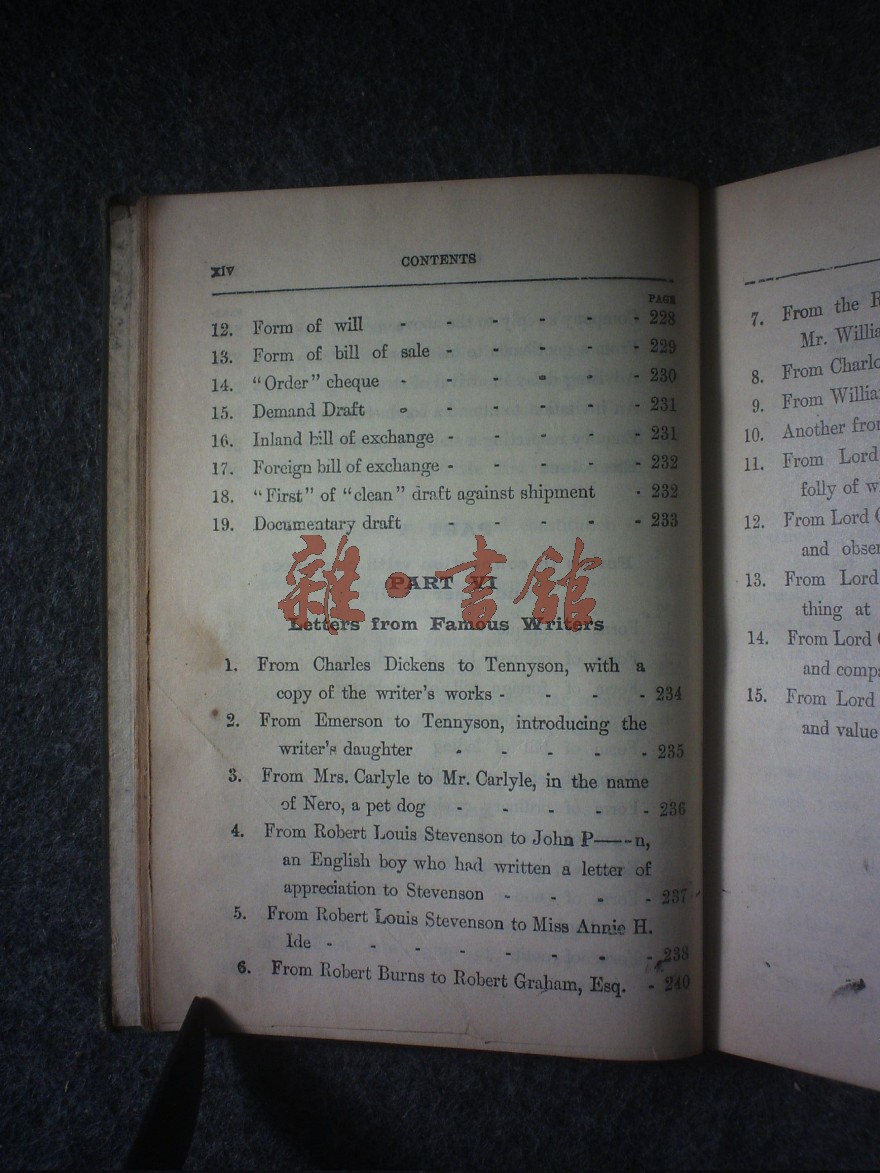 xiv CONTENTS
PAGE
12. Form of will - - - - - - 228
13. Form of bill of sale - - - - - 229
14. “Order” cheque - - - - - 230
15. Demand Draft - - - - - - 231
16. Inland bill of exchange - - - - - 231
17. Foreign bill of exchange - - - - - 232
18. “First” of “clean” draft against shipment - 232
19. Documentary draft - - - - - 233
雜·書館
PART VI
Letters from Famous Writers
1. From Charles Dickens to Tennyson, with a
copy of the writer's works - - - - 234
2. From Emerson to Tennyson, introducing the
writer's daughter - - - - - 235
3. From Mrs. Carlyle to Mr. Carlyle, in the name
of Nero, a pet dog - - - - - 236
4. From Robert Louis Stevenson to John P——n,
an English boy who had written a letter of
appreciation to Stevenson - - - - 237
5. From Robert Louis Stevenson to Miss Annie H.
Ide - - - - - - - - 238
6. From Robert Burns to Robert Graham, Esq. - 240
7. From the
Mr.
8. From
9. From
10. Another
11. From Lord
folly of
12. From Lord
and
13. From Lord
thing at
14. From Lord
and
15. From Lord
and value